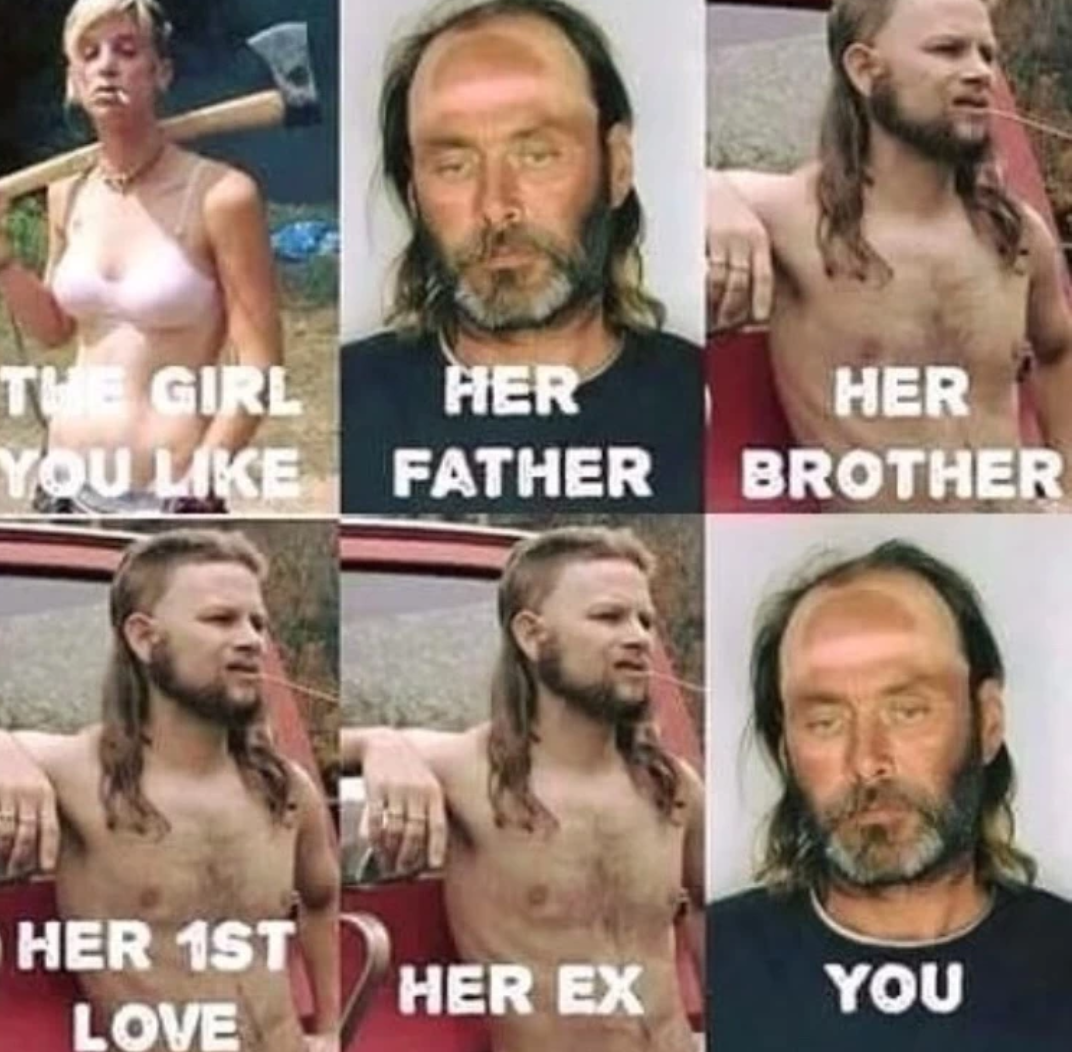 THE GIRL
YOU LIKE
HER
FATHER
HER
BROTHER
HER 1ST
LOVE
HER EX
YOU